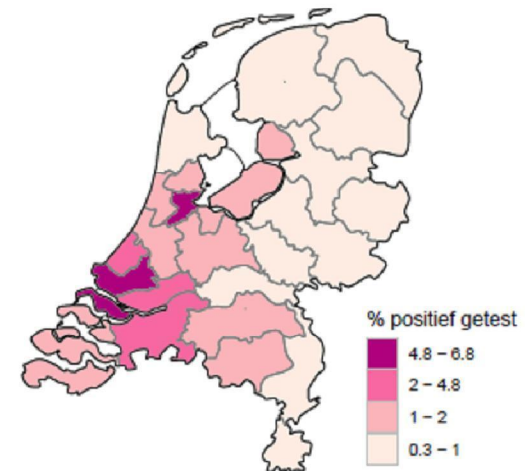 % positief getest
4.8 – 6.8
2 – 4.8
1 – 2
0.3 – 1